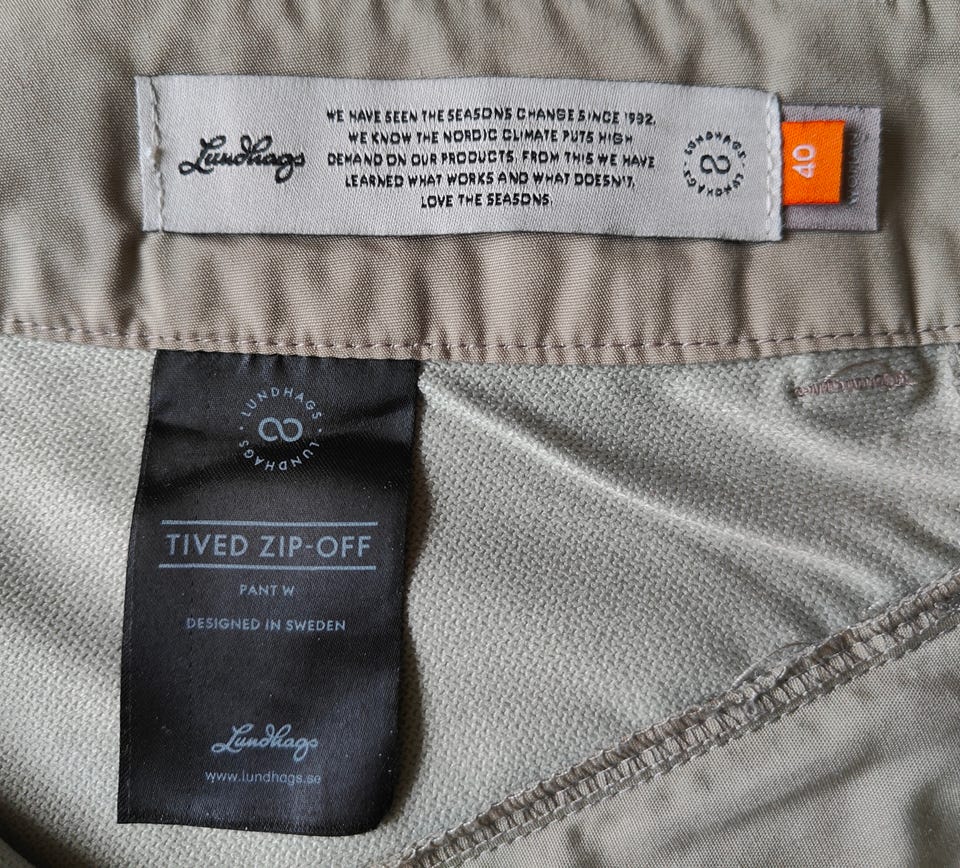 Lundhags
WE HAVE SEEN THE SEASONS CHANGE SINCE 1932.
WE KNOW THE NORDIC CLIMATE PUTS HIGH
DEMAND ON OUR PRODUCTS. FROM THIS WE HAVE
LEARNED WHAT WORKS AND WHAT DOESN'T.
LOVE THE SEASONS.
LUNDHAGS · LUNDHAGS ·
40
LUNDHAGS · LUNDHAGS ·
TIVED ZIP-OFF
PANT W
DESIGNED IN SWEDEN
Lundhags
www.lundhags.se